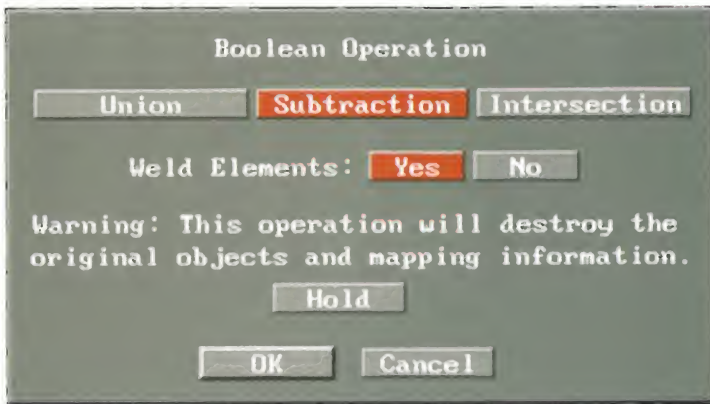 Boolean Operation
Union Subtraction Intersection
Weld Elements: Yes No
Warning: This operation will destroy the
original objects and mapping information.
Hold
OK Cancel